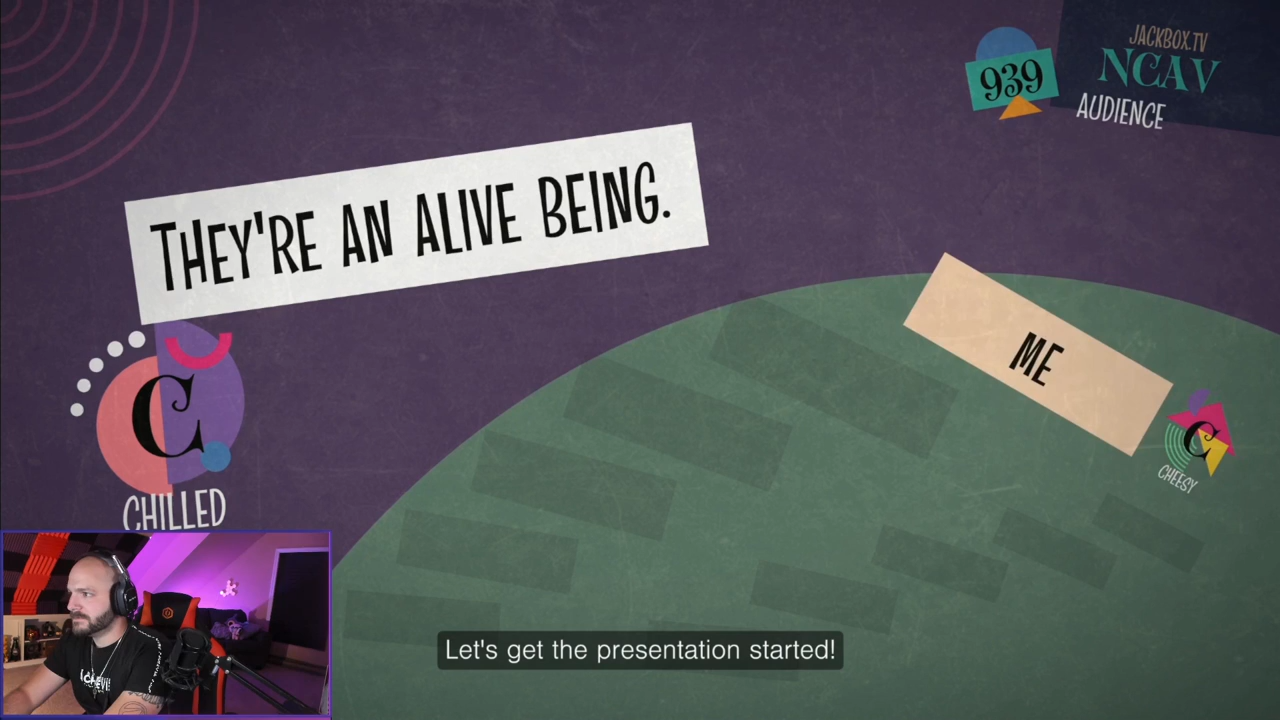 JACKBOX.TV
939
NCAV
AUDIENCE
THEY'RE AN ALIVE BEING.
ME
C
CHILLED
C
CHEESY
Let's get the presentation started!